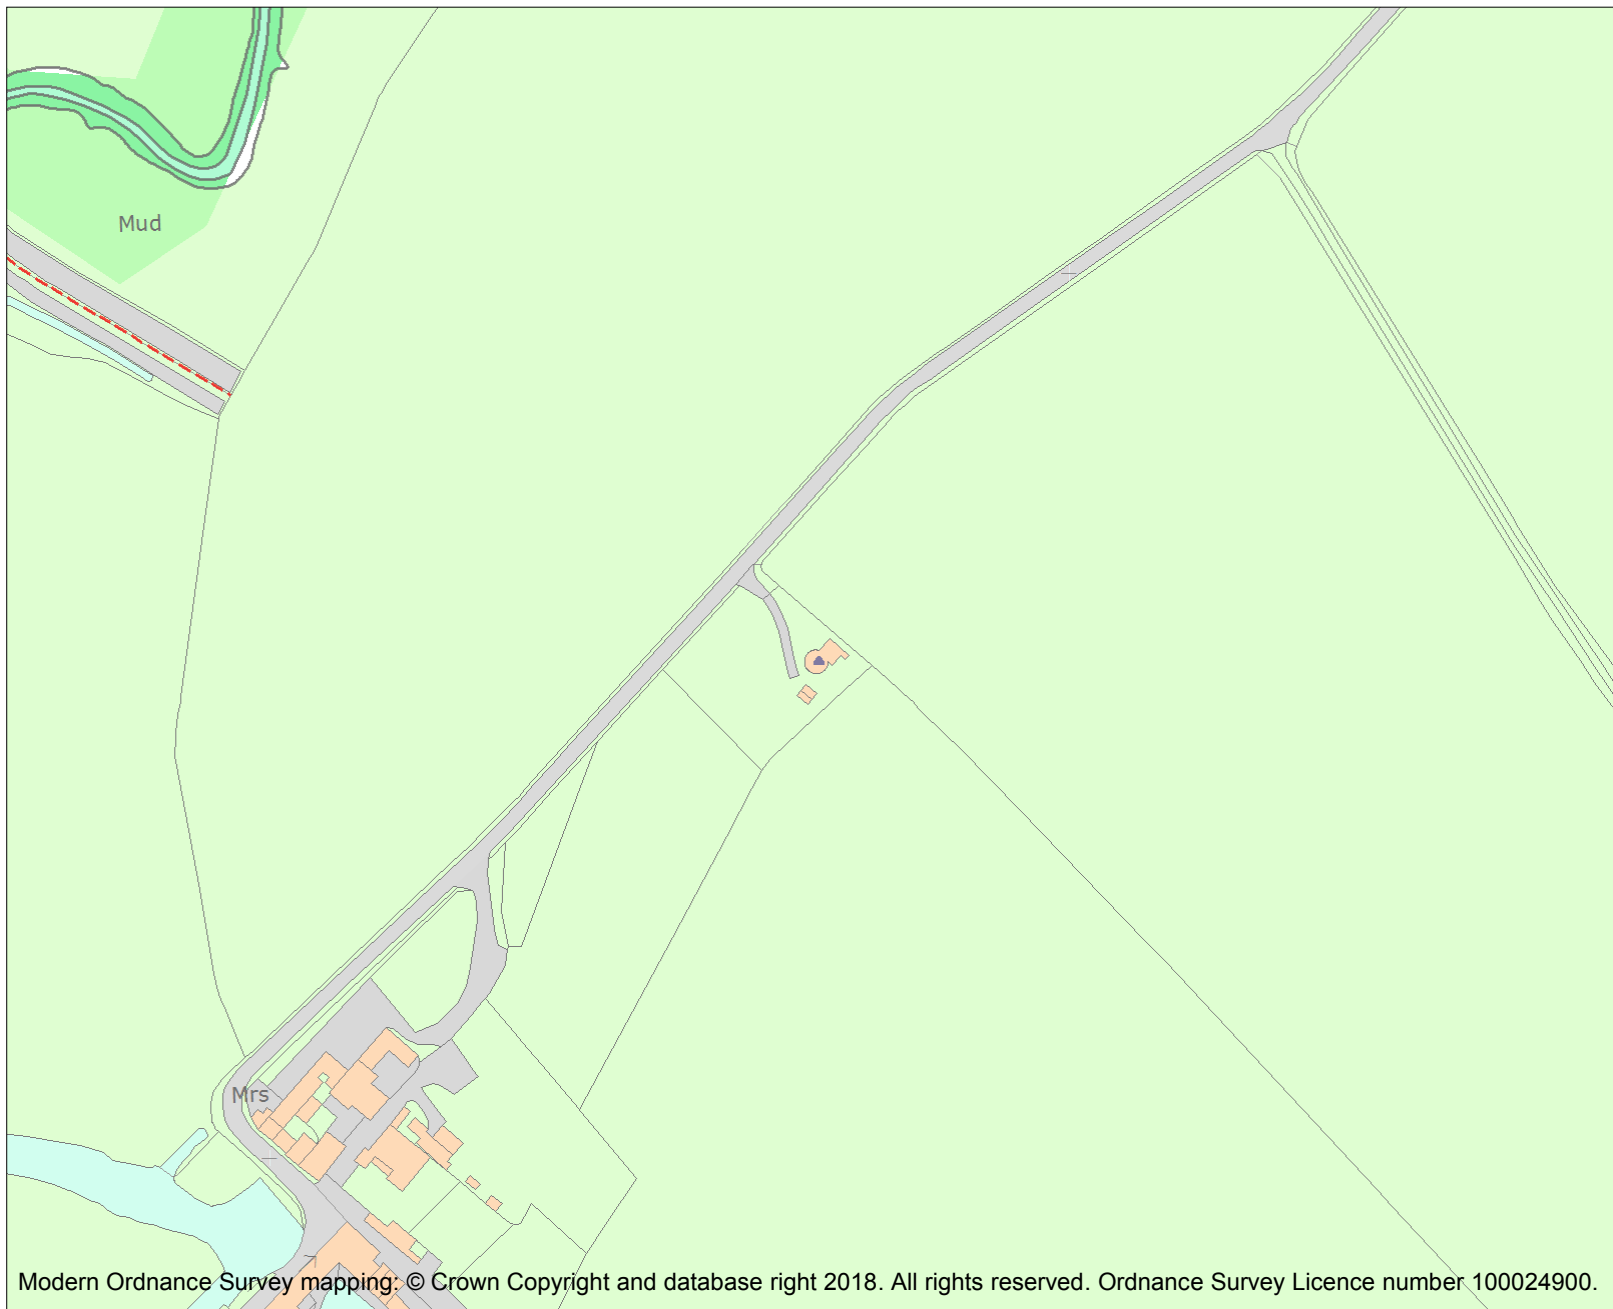 Mud
Mrs
Modern Ordnance Survey mapping: © Crown Copyright and database right 2018. All rights reserved. Ordnance Survey Licence number 100024900.